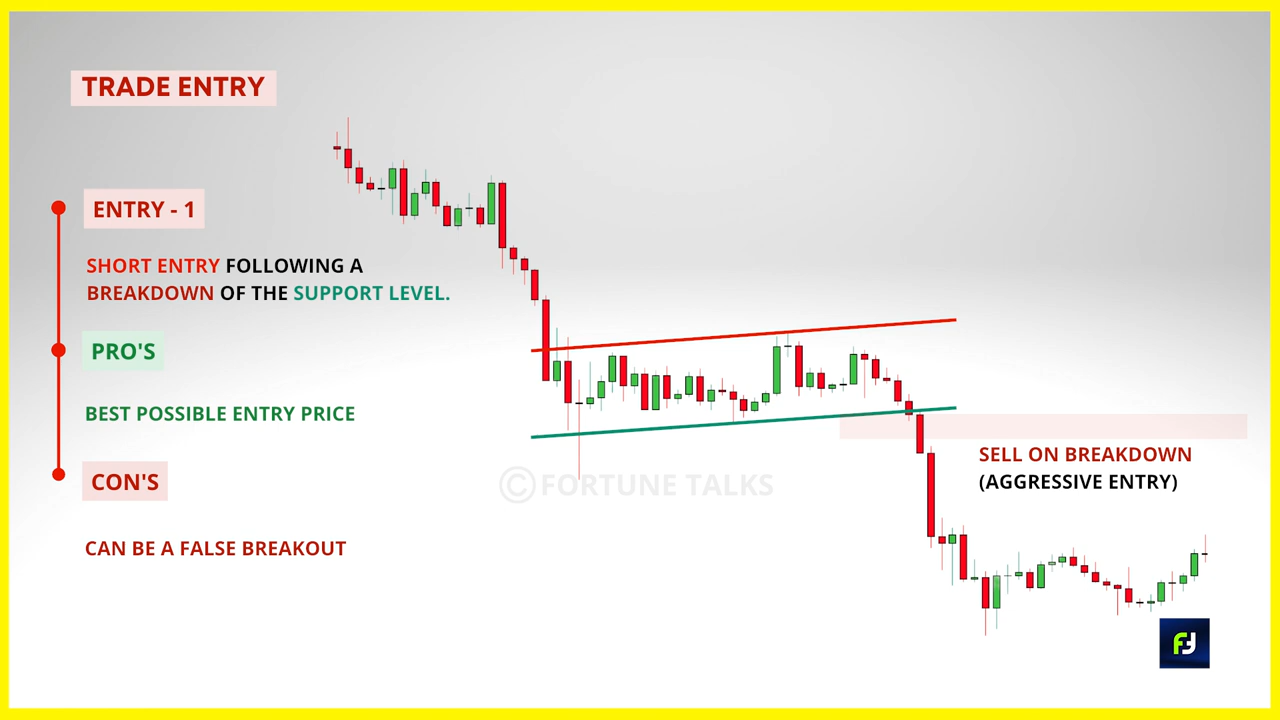 TRADE ENTRY
ENTRY - 1
SHORT ENTRY FOLLOWING A
BREAKDOWN OF THE SUPPORT LEVEL.
PRO'S
BEST POSSIBLE ENTRY PRICE
CON'S
CAN BE A FALSE BREAKOUT
© FORTUNE TALKS
SELL ON BREAKDOWN
(AGGRESSIVE ENTRY)